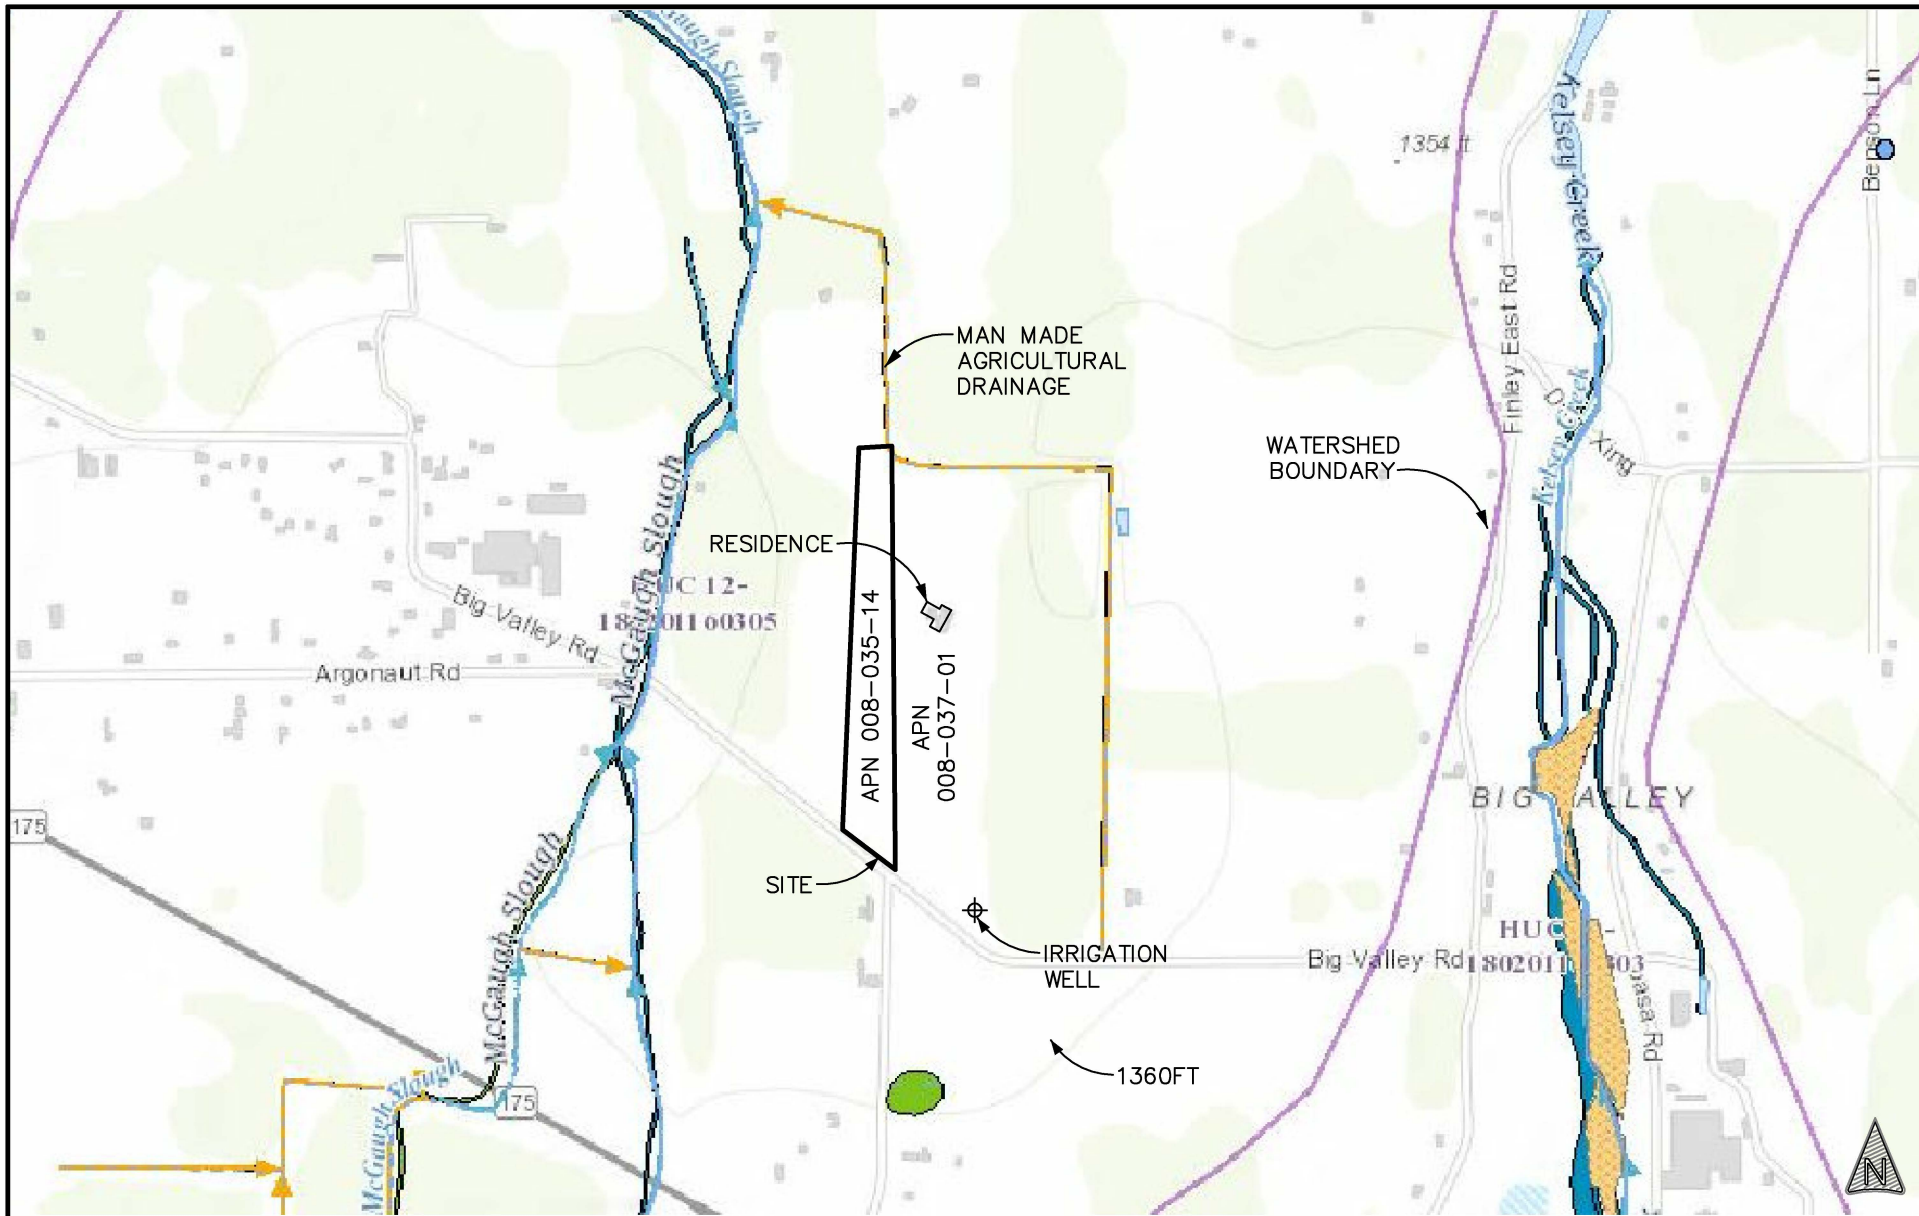 McGaugh Slough
Kelsey Creek
Benson Ln
1354 ft
Finley East Rd
MAN MADE
AGRICULTURAL
DRAINAGE
WATERSHED
BOUNDARY
Xing
Kelsey Creek
McGaugh Slough
RESIDENCE
Big Valley Rd
Argonaut Rd
APN 008-035-14
APN
008-037-01
175
BIG VALLEY
McGaugh Slough
SITE
IRRIGATION
WELL
Big Valley Rd
1360FT
McGaugh Slough
175
N